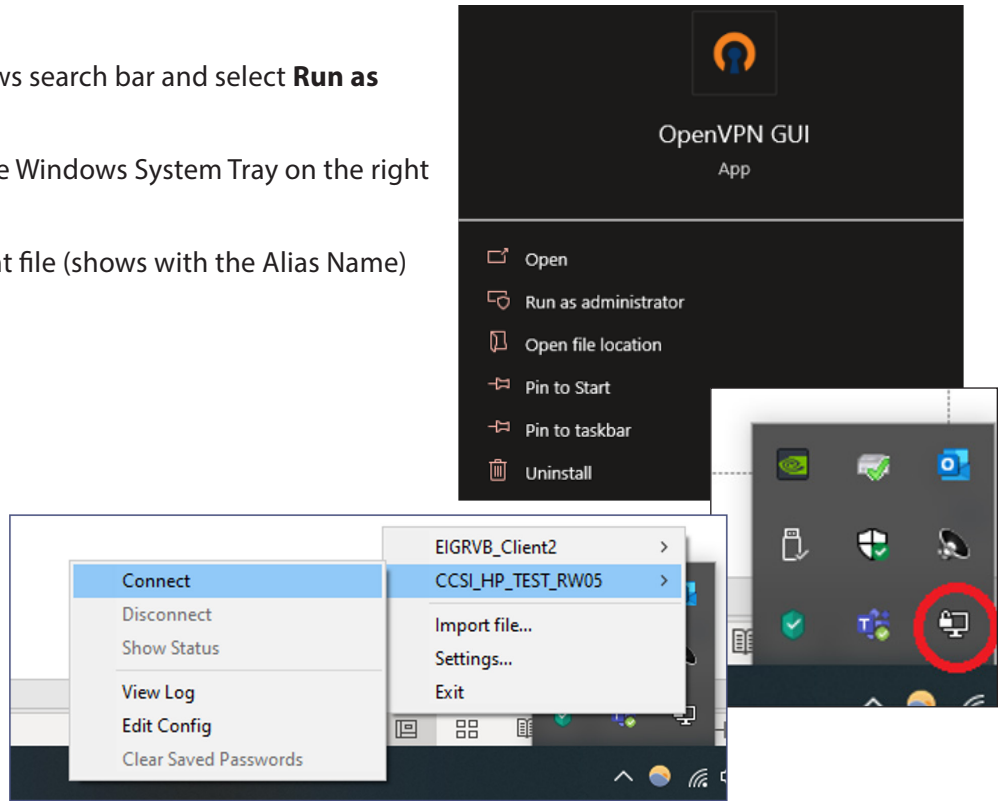 ws search bar and select Run as
e Windows System Tray on the right
t file (shows with the Alias Name)
OpenVPN GUI
App
Open
Run as administrator
Open file location
Pin to Start
Pin to taskbar
Uninstall
EIGRVB_Client2
CCSI_HP_TEST_RW05
Import file...
Settings...
Exit
Connect
Disconnect
Show Status
View Log
Edit Config
Clear Saved Passwords